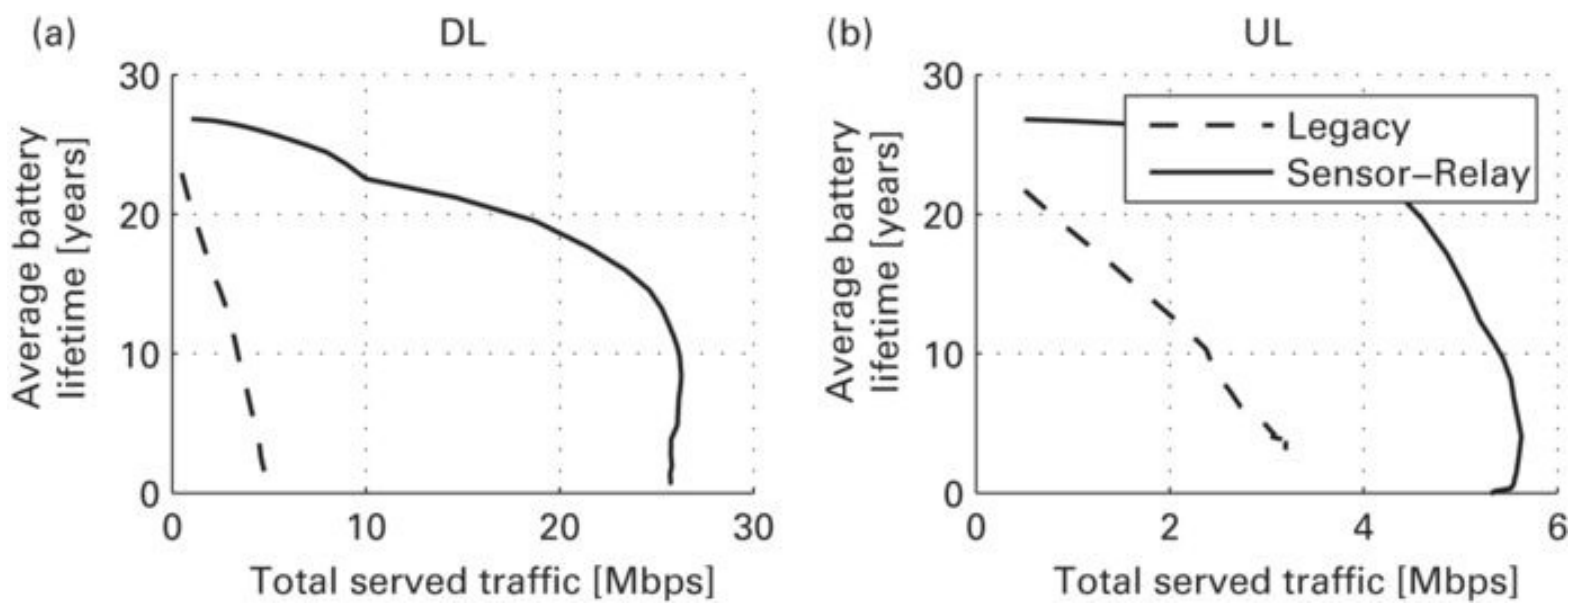 (a)
DL
Average battery
lifetime [years]
30
20
10
0
0 10 20 30
Total served traffic [Mbps]
(b)
UL
Average battery
lifetime [years]
30
20
10
0
0 2 4 6
Total served traffic [Mbps]
Legacy
Sensor–Relay